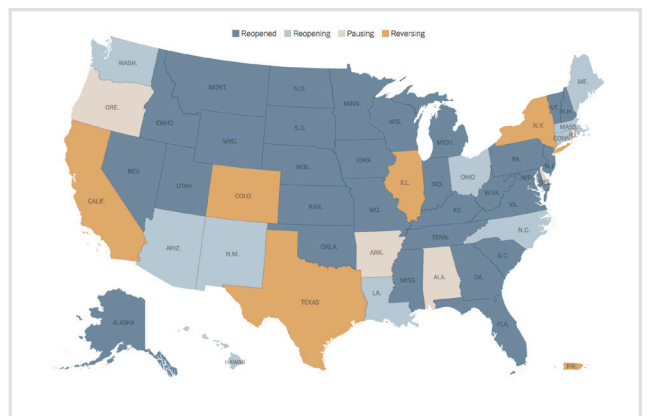 Reopened Reopening Pausing Reversing
WASH.
ME.
MONT.
N.D.
MINN.
VT.
N.H.
ORE.
IDAHO
S.D.
WIS.
N.Y.
MASS.
CONN.
WYO.
MICH.
NEB.
IOWA
PA.
NEV.
UTAH
COLO.
ILL.
IND.
OHIO
CALIF.
KAN.
MO.
W.VA.
VA.
KY.
ARIZ.
N.M.
OKLA.
ARK.
TENN.
N.C.
S.C.
TEXAS
LA.
MISS.
ALA.
GA.
FLA.
ALASKA
HAWAII
P.R.